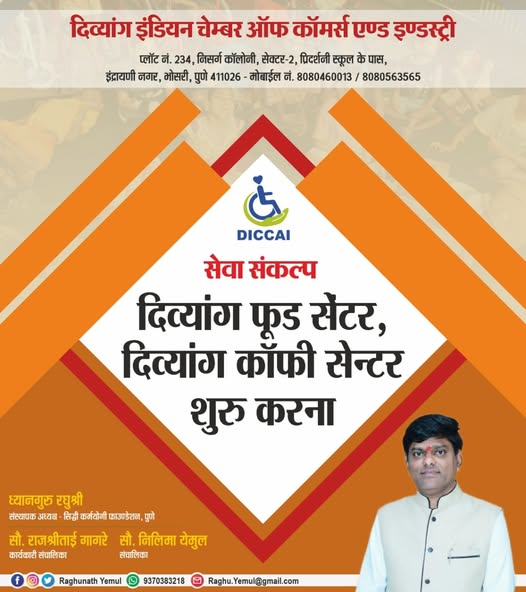 दिव्यांग इंडियन चेम्बर ऑफ कॉमर्स एण्ड इण्डस्ट्री
प्लॉट नं. 234, निसर्ग कॉलोनी, सेक्टर-2, प्रिदर्शनी स्कूल के पास,
इंद्रायणी नगर, भोसरी, पुणे 411026 - मोबाईल नं. 8080460013 / 8080563565
DICCAI
सेवा संकल्प
दिव्यांग फूड सेंटर,
दिव्यांग कॉफी सेन्टर
शुरु करना
ध्यानगुरु रघुश्री
संस्थापक अध्यक्ष - सिद्धी कर्मयोगी फाऊण्डेशन, पुणे
सौ. राजश्रीताई गागरे सौ. निलिमा येमुल
कार्यकारी संचालिका संचालिका
Raghunath Yemul 9370383218 Raghu.Yemul@gmail.com